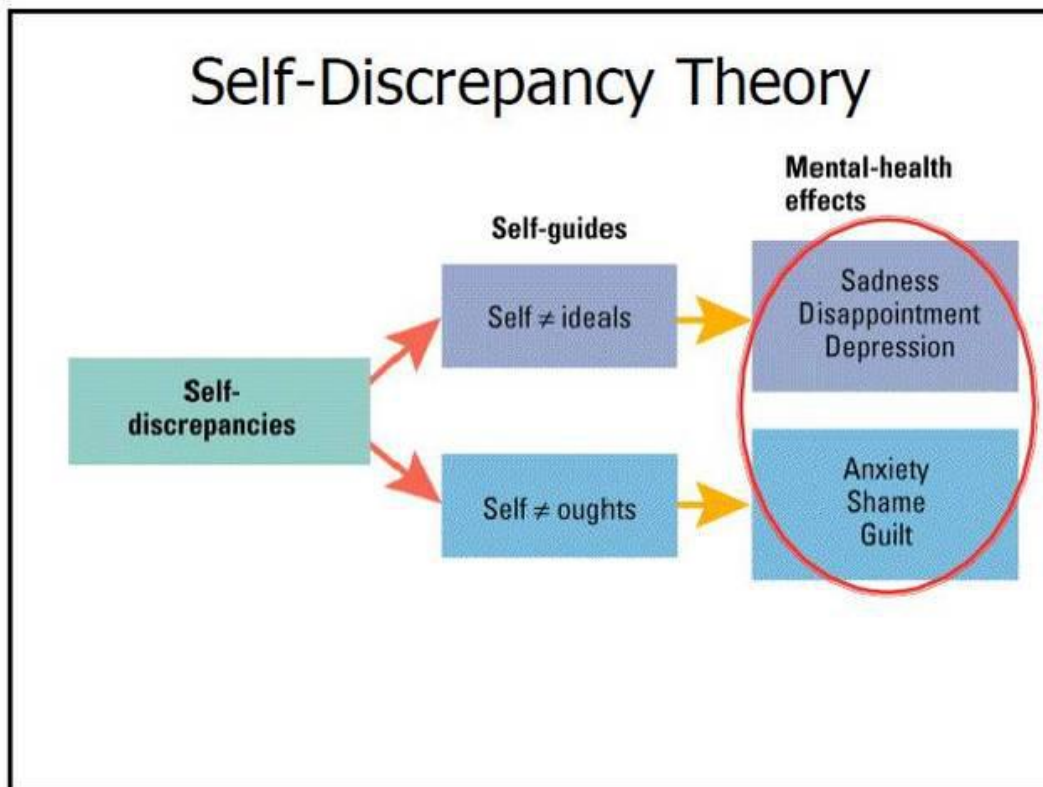 Self-Discrepancy Theory
Mental-health
effects
Self-guides
Sadness
Disappointment
Depression
Self ≠ ideals
Self-
discrepancies
Self ≠ oughts
Anxiety
Shame
Guilt